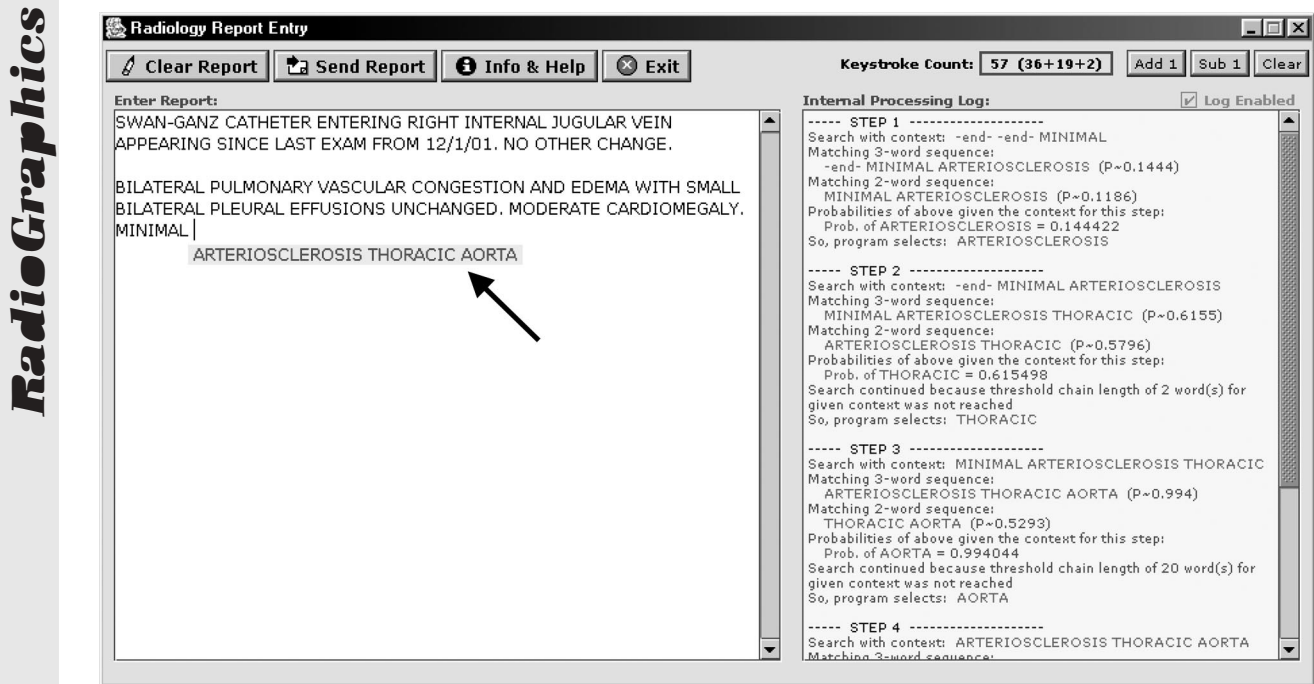 RadioGraphics
Radiology Report Entry
Clear Report Send Report Info & Help Exit Keystroke Count: 57 (36+19+2) Add 1 Sub 1 Clear
Enter Report:
SWAN-GANZ CATHETER ENTERING RIGHT INTERNAL JUGULAR VEIN
APPEARING SINCE LAST EXAM FROM 12/1/01. NO OTHER CHANGE.
BILATERAL PULMONARY VASCULAR CONGESTION AND EDEMA WITH SMALL
BILATERAL PLEURAL EFFUSIONS UNCHANGED. MODERATE CARDIOMEGALY.
MINIMAL
ARTERIOSCLEROSIS THORACIC AORTA
Internal Processing Log: Log Enabled
----- STEP 1 --------------------
Search with context: -end- -end- MINIMAL
Matching 3-word sequence:
-end- MINIMAL ARTERIOSCLEROSIS (P~0.1444)
Matching 2-word sequence:
MINIMAL ARTERIOSCLEROSIS (P~0.1186)
Probabilities of above given the context for this step:
Prob. of ARTERIOSCLEROSIS = 0.144422
So, program selects: ARTERIOSCLEROSIS
----- STEP 2 --------------------
Search with context: -end- MINIMAL ARTERIOSCLEROSIS
Matching 3-word sequence:
MINIMAL ARTERIOSCLEROSIS THORACIC (P~0.6155)
Matching 2-word sequence:
ARTERIOSCLEROSIS THORACIC (P~0.5796)
Probabilities of above given the context for this step:
Prob. of THORACIC = 0.615498
Search continued because threshold chain length of 2 word(s) for
given context was not reached
So, program selects: THORACIC
----- STEP 3 --------------------
Search with context: MINIMAL ARTERIOSCLEROSIS THORACIC
Matching 3-word sequence:
ARTERIOSCLEROSIS THORACIC AORTA (P~0.994)
Matching 2-word sequence:
THORACIC AORTA (P~0.5293)
Probabilities of above given the context for this step:
Prob. of AORTA = 0.994044
Search continued because threshold chain length of 20 word(s) for
given context was not reached
So, program selects: AORTA
----- STEP 4 --------------------
Search with context: ARTERIOSCLEROSIS THORACIC AORTA
Matching 3-word sequence: